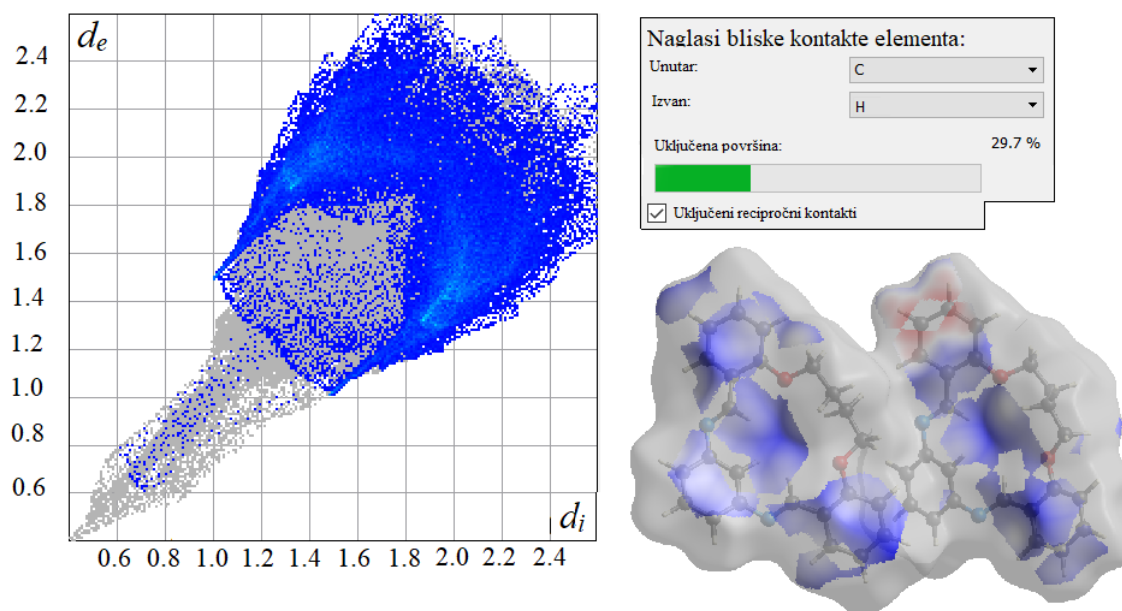 dₑ
2.4
2.2
2.0
1.8
1.6
1.4
1.2
1.0
0.8
0.6
dᵢ
0.6 0.8 1.0 1.2 1.4 1.6 1.8 2.0 2.2 2.4
Naglasi bliske kontakte elementa:
Unutar: C
Izvan: H
Uključena površina: 29.7 %
Uključeni recipročni kontakti